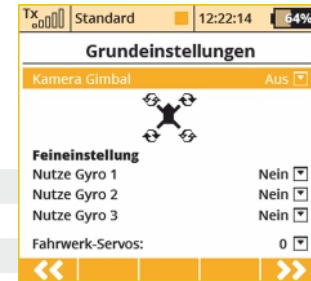 Tx Standard 12:22:14 64%
Grundeinstellungen
Kamera Gimbal Aus
Feineinstellung
Nutze Gyro 1 Nein
Nutze Gyro 2 Nein
Nutze Gyro 3 Nein
Fahrwerk-Servos: 0
<< >>